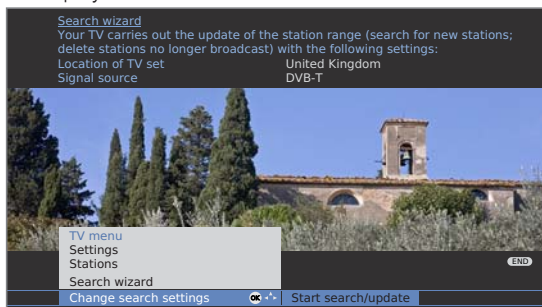 Search wizard
Your TV carries out the update of the station range (search for new stations;
delete stations no longer broadcast) with the following settings:
Location of TV set United Kingdom
Signal source DVB-T
TV menu
Settings
Stations
END
Search wizard
Change search settings OK Start search/update